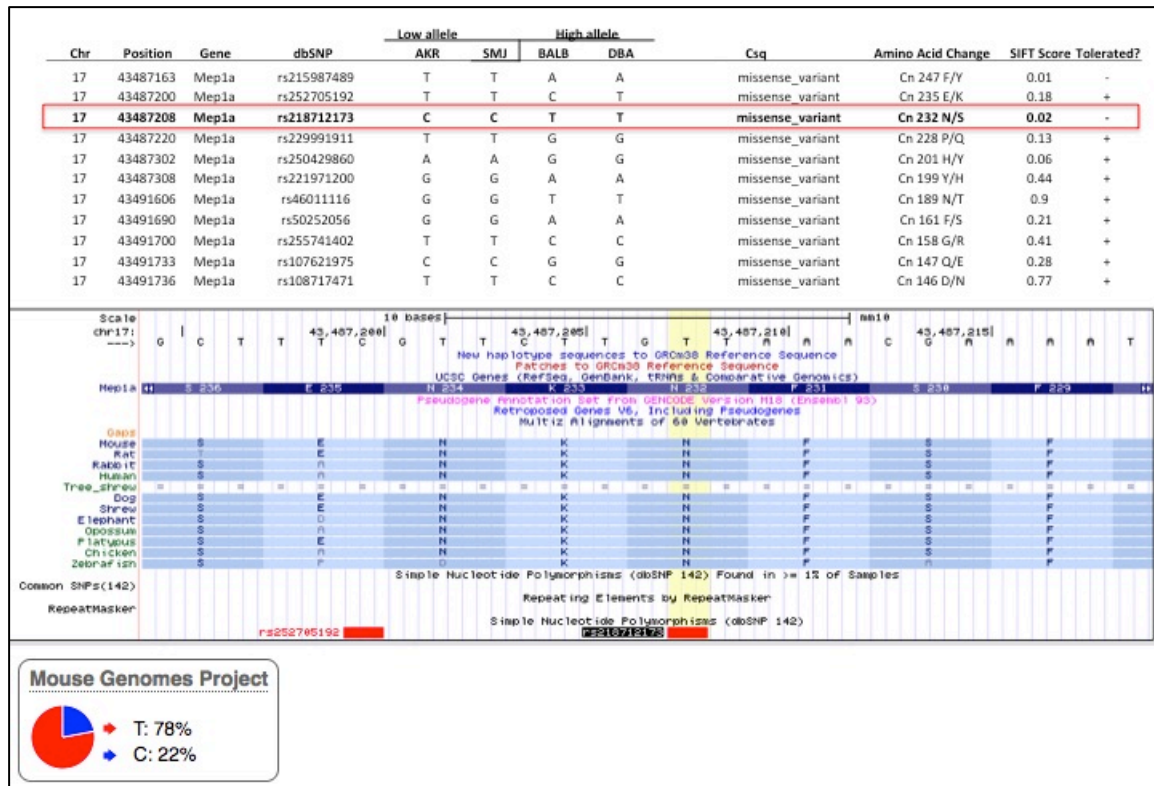 Low allele High allele
Chr Position Gene dbSNP AKR SMJ BALB DBA Csq Amino Acid Change SIFT Score Tolerated?
17 43487163 Mep1a rs215987489 T T A A missense_variant Cn 247 F/Y 0.01 -
17 43487200 Mep1a rs252705192 T T C T missense_variant Cn 235 E/K 0.18 +
17 43487208 Mep1a rs218712173 C C T T missense_variant Cn 232 N/S 0.02 -
17 43487220 Mep1a rs229991911 T T G G missense_variant Cn 228 P/Q 0.13 +
17 43487302 Mep1a rs250429860 A A G G missense_variant Cn 201 H/Y 0.06 +
17 43487308 Mep1a rs221971200 G G A A missense_variant Cn 199 Y/H 0.44 +
17 43491606 Mep1a rs46011116 G G T T missense_variant Cn 189 N/T 0.9 +
17 43491690 Mep1a rs50252056 G G A A missense_variant Cn 161 F/S 0.21 +
17 43491700 Mep1a rs255741402 T T C C missense_variant Cn 158 G/R 0.41 +
17 43491733 Mep1a rs107621975 C C G G missense_variant Cn 147 Q/E 0.28 +
17 43491736 Mep1a rs108717471 T T C C missense_variant Cn 146 D/N 0.77 +
Scale 10 bases mm10
chr17: 43,487,200 43,487,205 43,487,210 43,487,215
---> G C T T T C G T T C T T G T T A A A C G A A A A T
New haplotype sequences to GRCm38 Reference Sequence
Patches to GRCm38 Reference Sequence
UCSC Genes (RefSeq, GenBank, tRNAs & Comparative Genomics)
Mep1a S 236 E 235 N 234 K 233 N 232 F 231 S 230 F 229
Pseudogene Annotation Set from GENCODE Version M18 (Ensembl 93)
Retroposed Genes V6, Including Pseudogenes
Multiz Alignments of 60 Vertebrates
Gaps
Mouse S E N K N F S F
Rat T E N K N F S F
Rabbit S A N K N F S F
Human S A N K N F S F
Tree_shrew = = = = = = = = = = = = = = = = = = = = = = = = =
Dog S E N K N F S F
Shrew S E N K N F S F
Elephant S D N K N F S F
Opossum S A N K N F S F
Platypus S E N K N F S F
Chicken S A N K N F S F
Zebrafish S P D K N F A F
Simple Nucleotide Polymorphisms (dbSNP 142) Found in >= 1% of Samples
Common SNPs(142)
Repeating Elements by RepeatMasker
RepeatMasker
Simple Nucleotide Polymorphisms (dbSNP 142)
rs252705192 rs218712173
Mouse Genomes Project
T: 78%
C: 22%